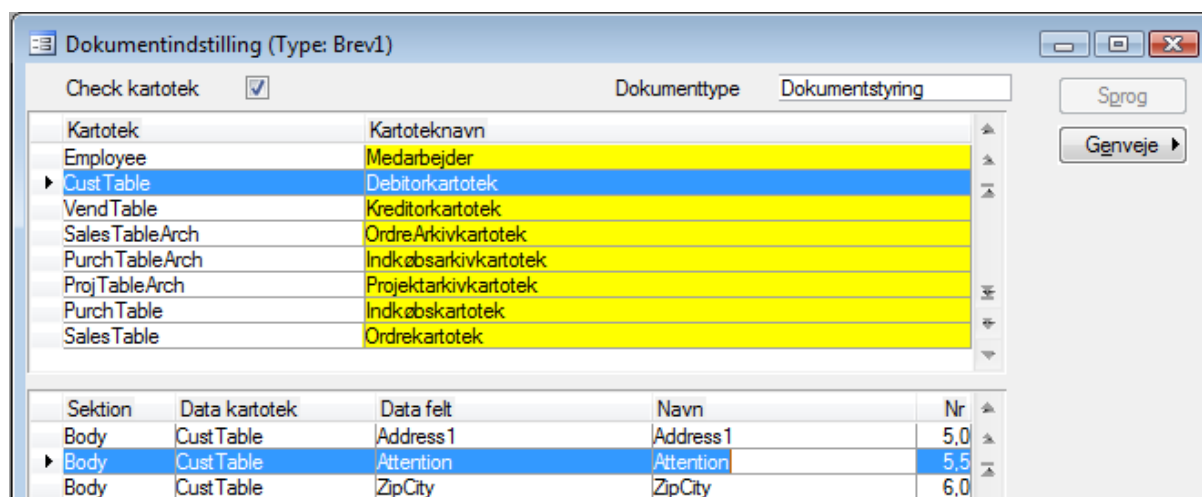 Dokumentindstilling (Type: Brev1)
Check kartotek Dokumenttype Dokumentstyring
Sprog
Kartotek Kartoteknavn
Genveje
Employee Medarbejder
CustTable Debitorkartotek
VendTable Kreditorkartotek
SalesTableArch OrdreArkivkartotek
PurchTableArch Indkøbsarkivkartotek
ProjTableArch Projektarkivkartotek
PurchTable Indkøbskartotek
SalesTable Ordrekartotek
Sektion Data kartotek Data felt Navn Nr
Body CustTable Address1 Address1 5,0
Body CustTable Attention Attention 5,5
Body CustTable ZipCity ZipCity 6,0